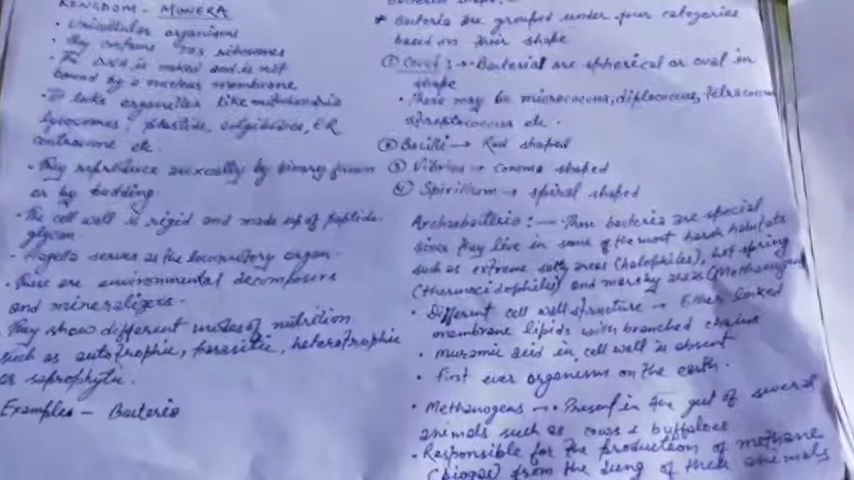 KINGDOM - MONERA
• Unicellular organisms
• They contains 70s ribosomes
• The DNA is naked and is not
bound by a nucleus membrane
• It lacks organelles like mitochondria
lysosomes, plastids, golgibodies, ER
centrosome etc.
• They reproduce asexually by binary fission
or by budding.
• The cell wall is rigid and made up of peptido-
glycan.
• Flagella serves as the locomotory organ.
• These are environmental decomposers
and mineralizers.
They show different modes of nutrition
such as autotrophic, parasitic, heterotrophic
or saprophytic.
Examples - Bacteria
* Bacteria are grouped under four categories
based on their shape
① Cocci :→ Bacterial are spherical or oval in
shape
• There may be micrococcus, diplococcus, tetracoccus
streptococcus etc.
② Bacilli → Rod shaped
③ Vibrios → Comma shaped
④ Spirillum → spiral shaped
Archaebacteria :— These bacteria are special
since they live in some of the most harsh habitats
such as extreme salty areas (halophiles), hot spring
(thermoacidophiles) and marshy areas (Methanogens
• Different cell wall structure → Ether linked
membrane lipids with branched chains
• muramic acid in cell wall is absent
• First ever organisms on the earth.
• Methanogens → • Present in the gut of several
animals such as cows & buffaloes
• Responsible for the production of methane
(biogas) from the dung of these animals